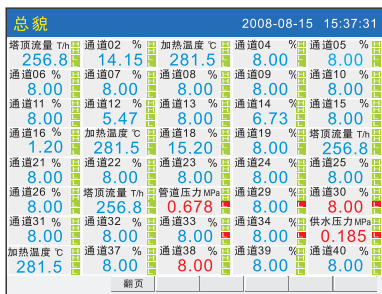 总貌 2008-08-15 15:37:31
塔顶流量 T/h 通道02 % 加热温度 ℃ 通道04 % 通道05 %
256.8 14.15 281.5 8.00 8.00
通道06 % 通道07 % 通道08 % 通道09 % 通道10 %
8.00 8.00 8.00 8.00 8.00
通道11 % 通道12 % 通道13 % 通道14 % 通道15 %
8.00 5.47 8.00 6.73 8.00
通道16 % 加热温度 ℃ 通道18 % 通道19 % 塔顶流量 T/h
1.20 281.5 15.20 8.00 256.8
通道21 % 通道22 % 通道23 % 通道24 % 通道25 %
8.00 8.00 8.00 8.00 8.00
通道26 % 塔顶流量 T/h 管道压力 MPa 通道29 % 通道30 %
8.00 256.8 0.678 8.00 8.00
通道31 % 通道32 % 通道33 % 通道34 % 供水压力 MPa
8.00 8.00 8.00 8.00 0.185
加热温度 ℃ 通道37 % 通道38 % 通道39 % 通道40 %
281.5 8.00 8.00 8.00 8.00
翻页